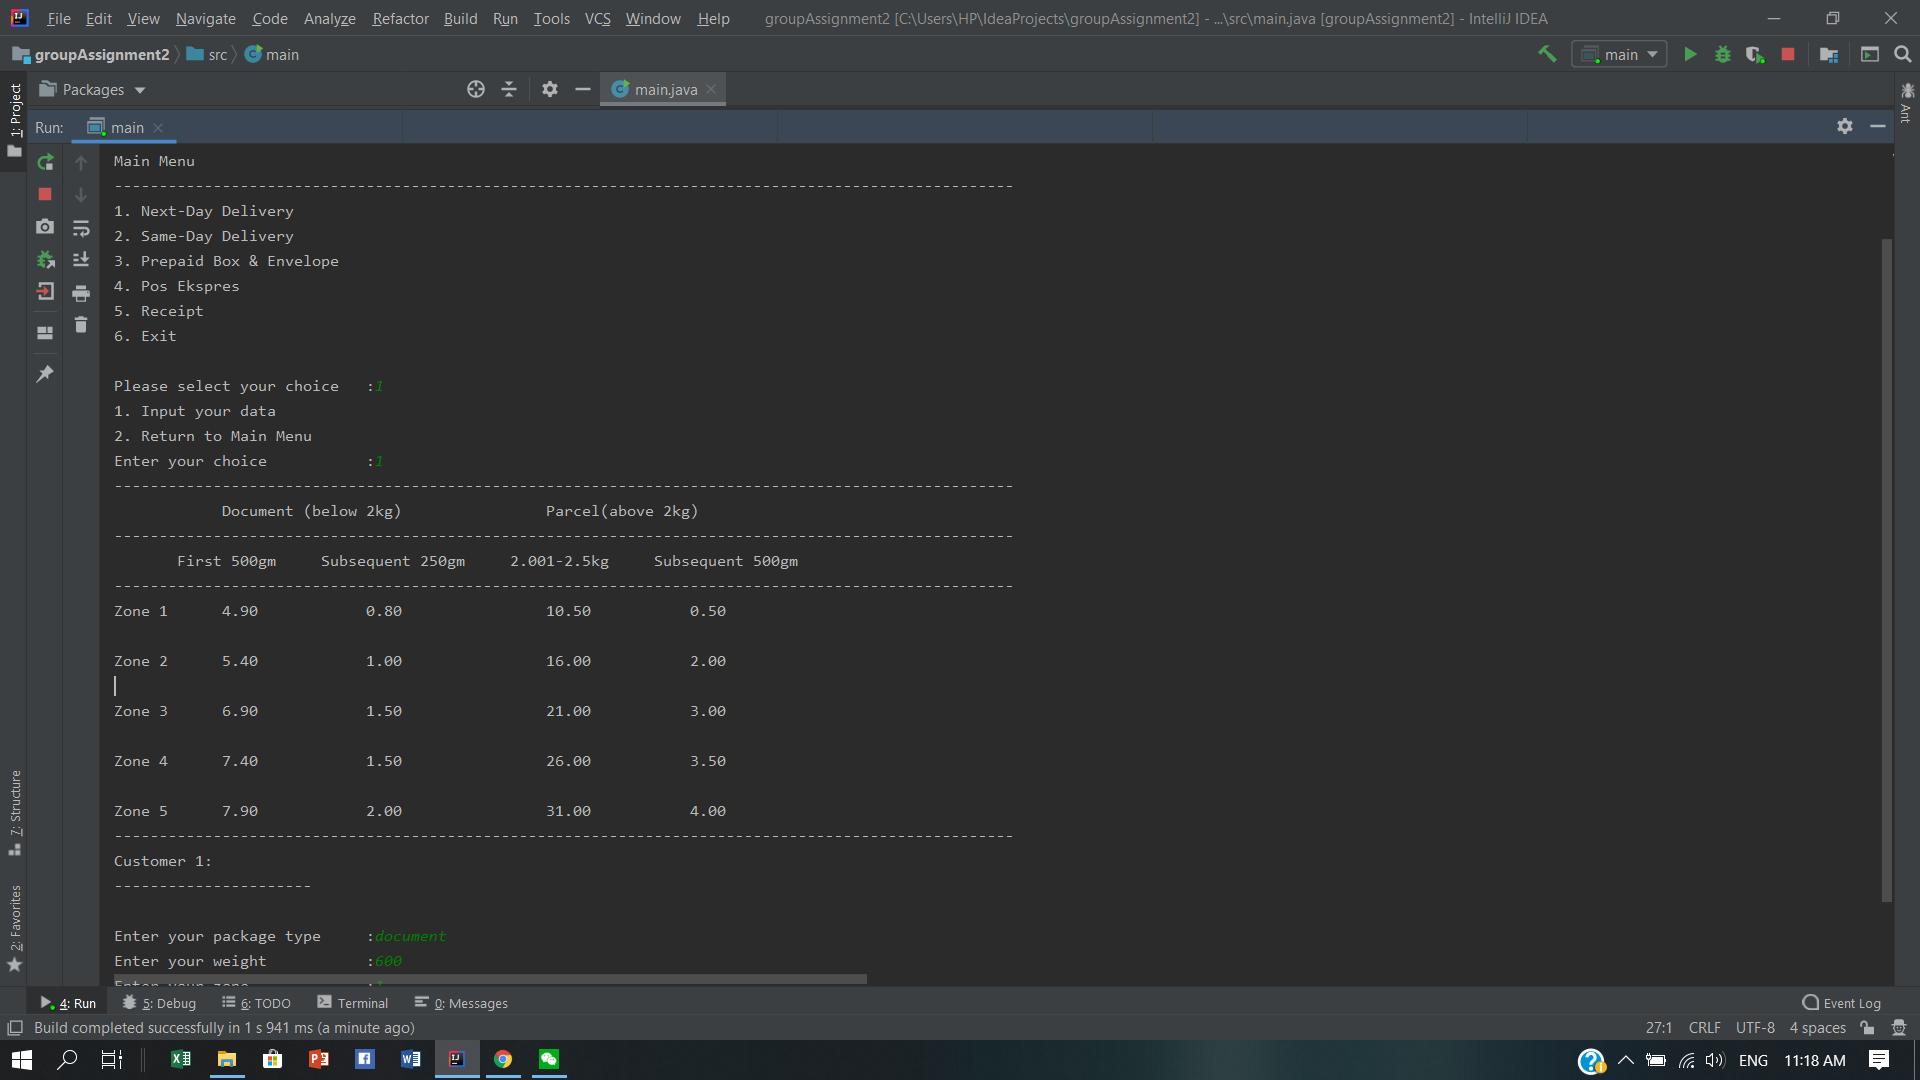 File Edit View Navigate Code Analyze Refactor Build Run Tools VCS Window Help groupAssignment2 [C:\Users\HP\IdeaProjects\groupAssignment2] - ...\src\main.java [groupAssignment2] - IntelliJ IDEA
groupAssignment2 src main main
Packages main.java
1: Project
Ant
Run: main
Main Menu
----------------------------------------------------------------------------------------------------
1. Next-Day Delivery
2. Same-Day Delivery
3. Prepaid Box & Envelope
4. Pos Ekspres
5. Receipt
6. Exit
Please select your choice :1
1. Input your data
2. Return to Main Menu
Enter your choice :1
----------------------------------------------------------------------------------------------------
Document (below 2kg) Parcel(above 2kg)
----------------------------------------------------------------------------------------------------
First 500gm Subsequent 250gm 2.001-2.5kg Subsequent 500gm
----------------------------------------------------------------------------------------------------
Zone 1 4.90 0.80 10.50 0.50
Zone 2 5.40 1.00 16.00 2.00
Zone 3 6.90 1.50 21.00 3.00
Zone 4 7.40 1.50 26.00 3.50
Zone 5 7.90 2.00 31.00 4.00
----------------------------------------------------------------------------------------------------
Customer 1:
----------------------
Enter your package type :document
Enter your weight :600
Enter your zone :1
7: Structure
2: Favorites
4: Run 5: Debug 6: TODO Terminal 0: Messages Event Log
Build completed successfully in 1 s 941 ms (a minute ago) 27:1 CRLF UTF-8 4 spaces
ENG 11:18 AM